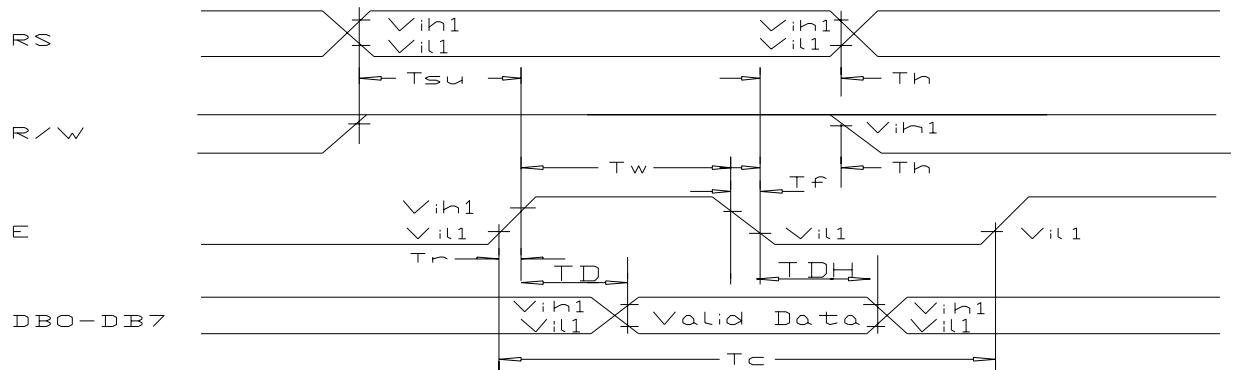 RS
Vih1
Vil1
Vih1
Vil1
Tsu
Th
R/W
Vih1
Tw
Th
Tf
Vih1
E
Vil1
Vil1
Vil1
Tr
TD
TDH
DB0-DB7
Vih1
Vil1
Valid Data
Vih1
Vil1
Tc